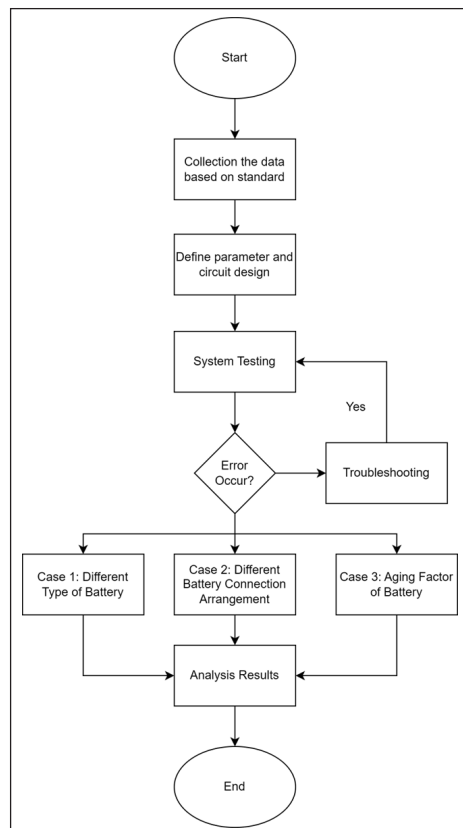 Start
Collection the data
based on standard
Define parameter and
circuit design
System Testing
Yes
Error
Occur?
Troubleshooting
Case 1: Different
Type of Battery
Case 2: Different
Battery Connection
Arrangement
Case 3: Aging Factor
of Battery
Analysis Results
End